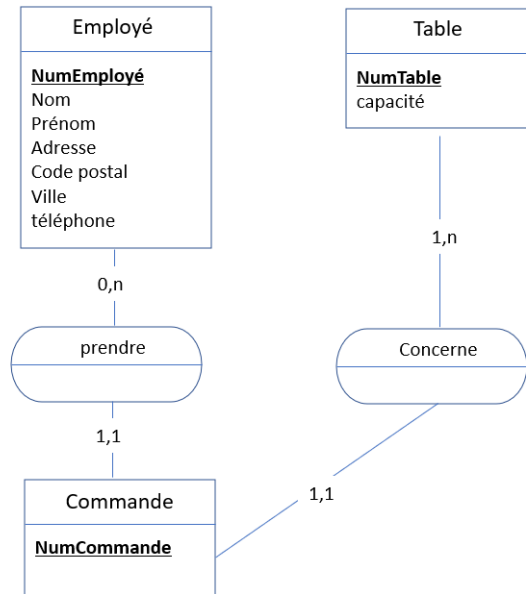 Employé
NumEmployé
Nom
Prénom
Adresse
Code postal
Ville
téléphone
Table
NumTable
capacité
0,n
1,n
prendre
Concerne
1,1
1,1
Commande
NumCommande